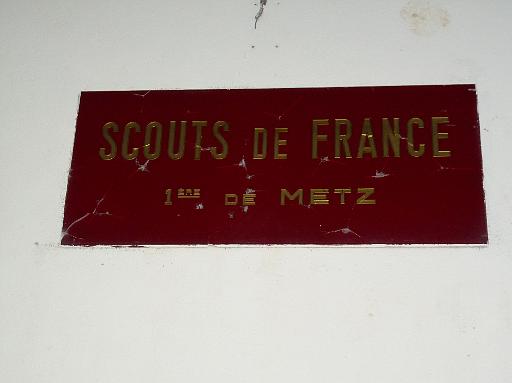 SCOUTS DE FRANCE
1ÈRE DE METZ